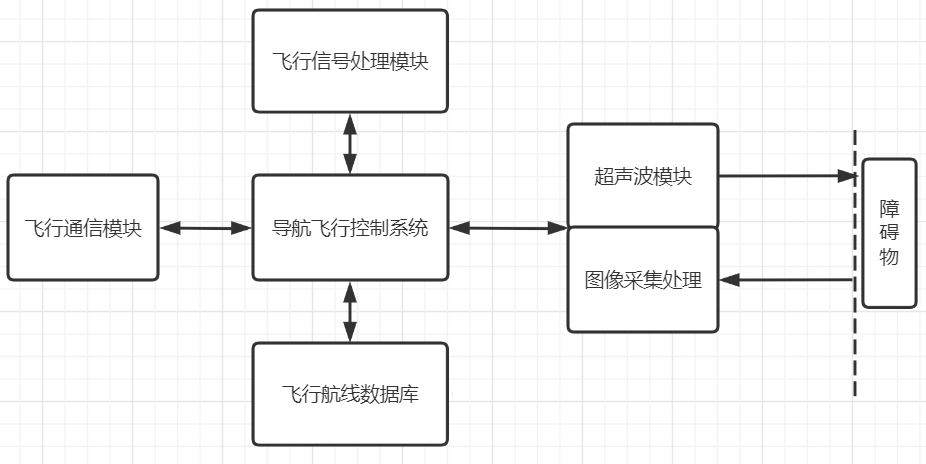 飞行信号处理模块
超声波模块
飞行通信模块
导航飞行控制系统
障
碍
物
图像采集处理
飞行航线数据库